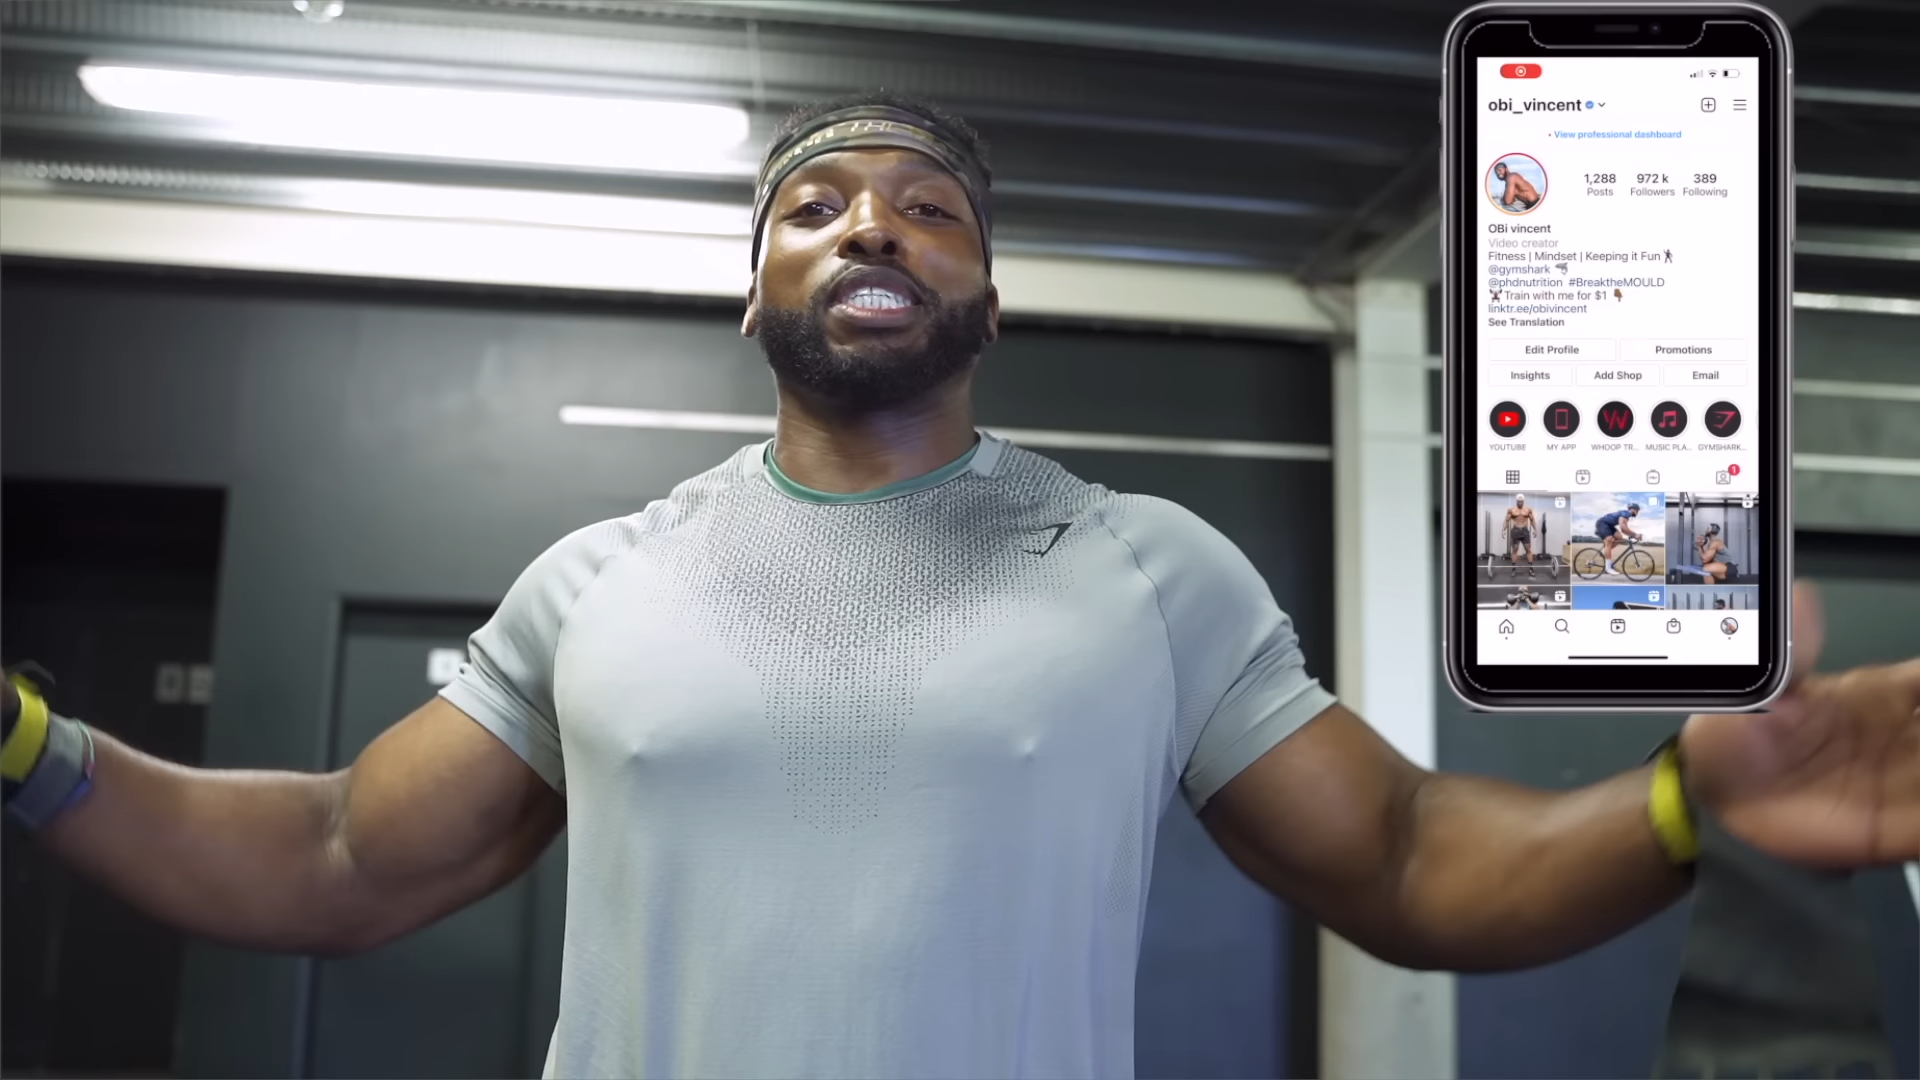 obi_vincent
• View professional dashboard
1,288 972 k 389
Posts Followers Following
OBi vincent
Video creator
Fitness | Mindset | Keeping it Fun
@gymshark
@phdnutrition #BreaktheMOULD
Train with me for $1
linktr.ee/obivincent
See Translation
Edit Profile Promotions
Insights Add Shop Email
YOUTUBE MY APP WHOOP TR... MUSIC PLA... GYMSHARK...
1